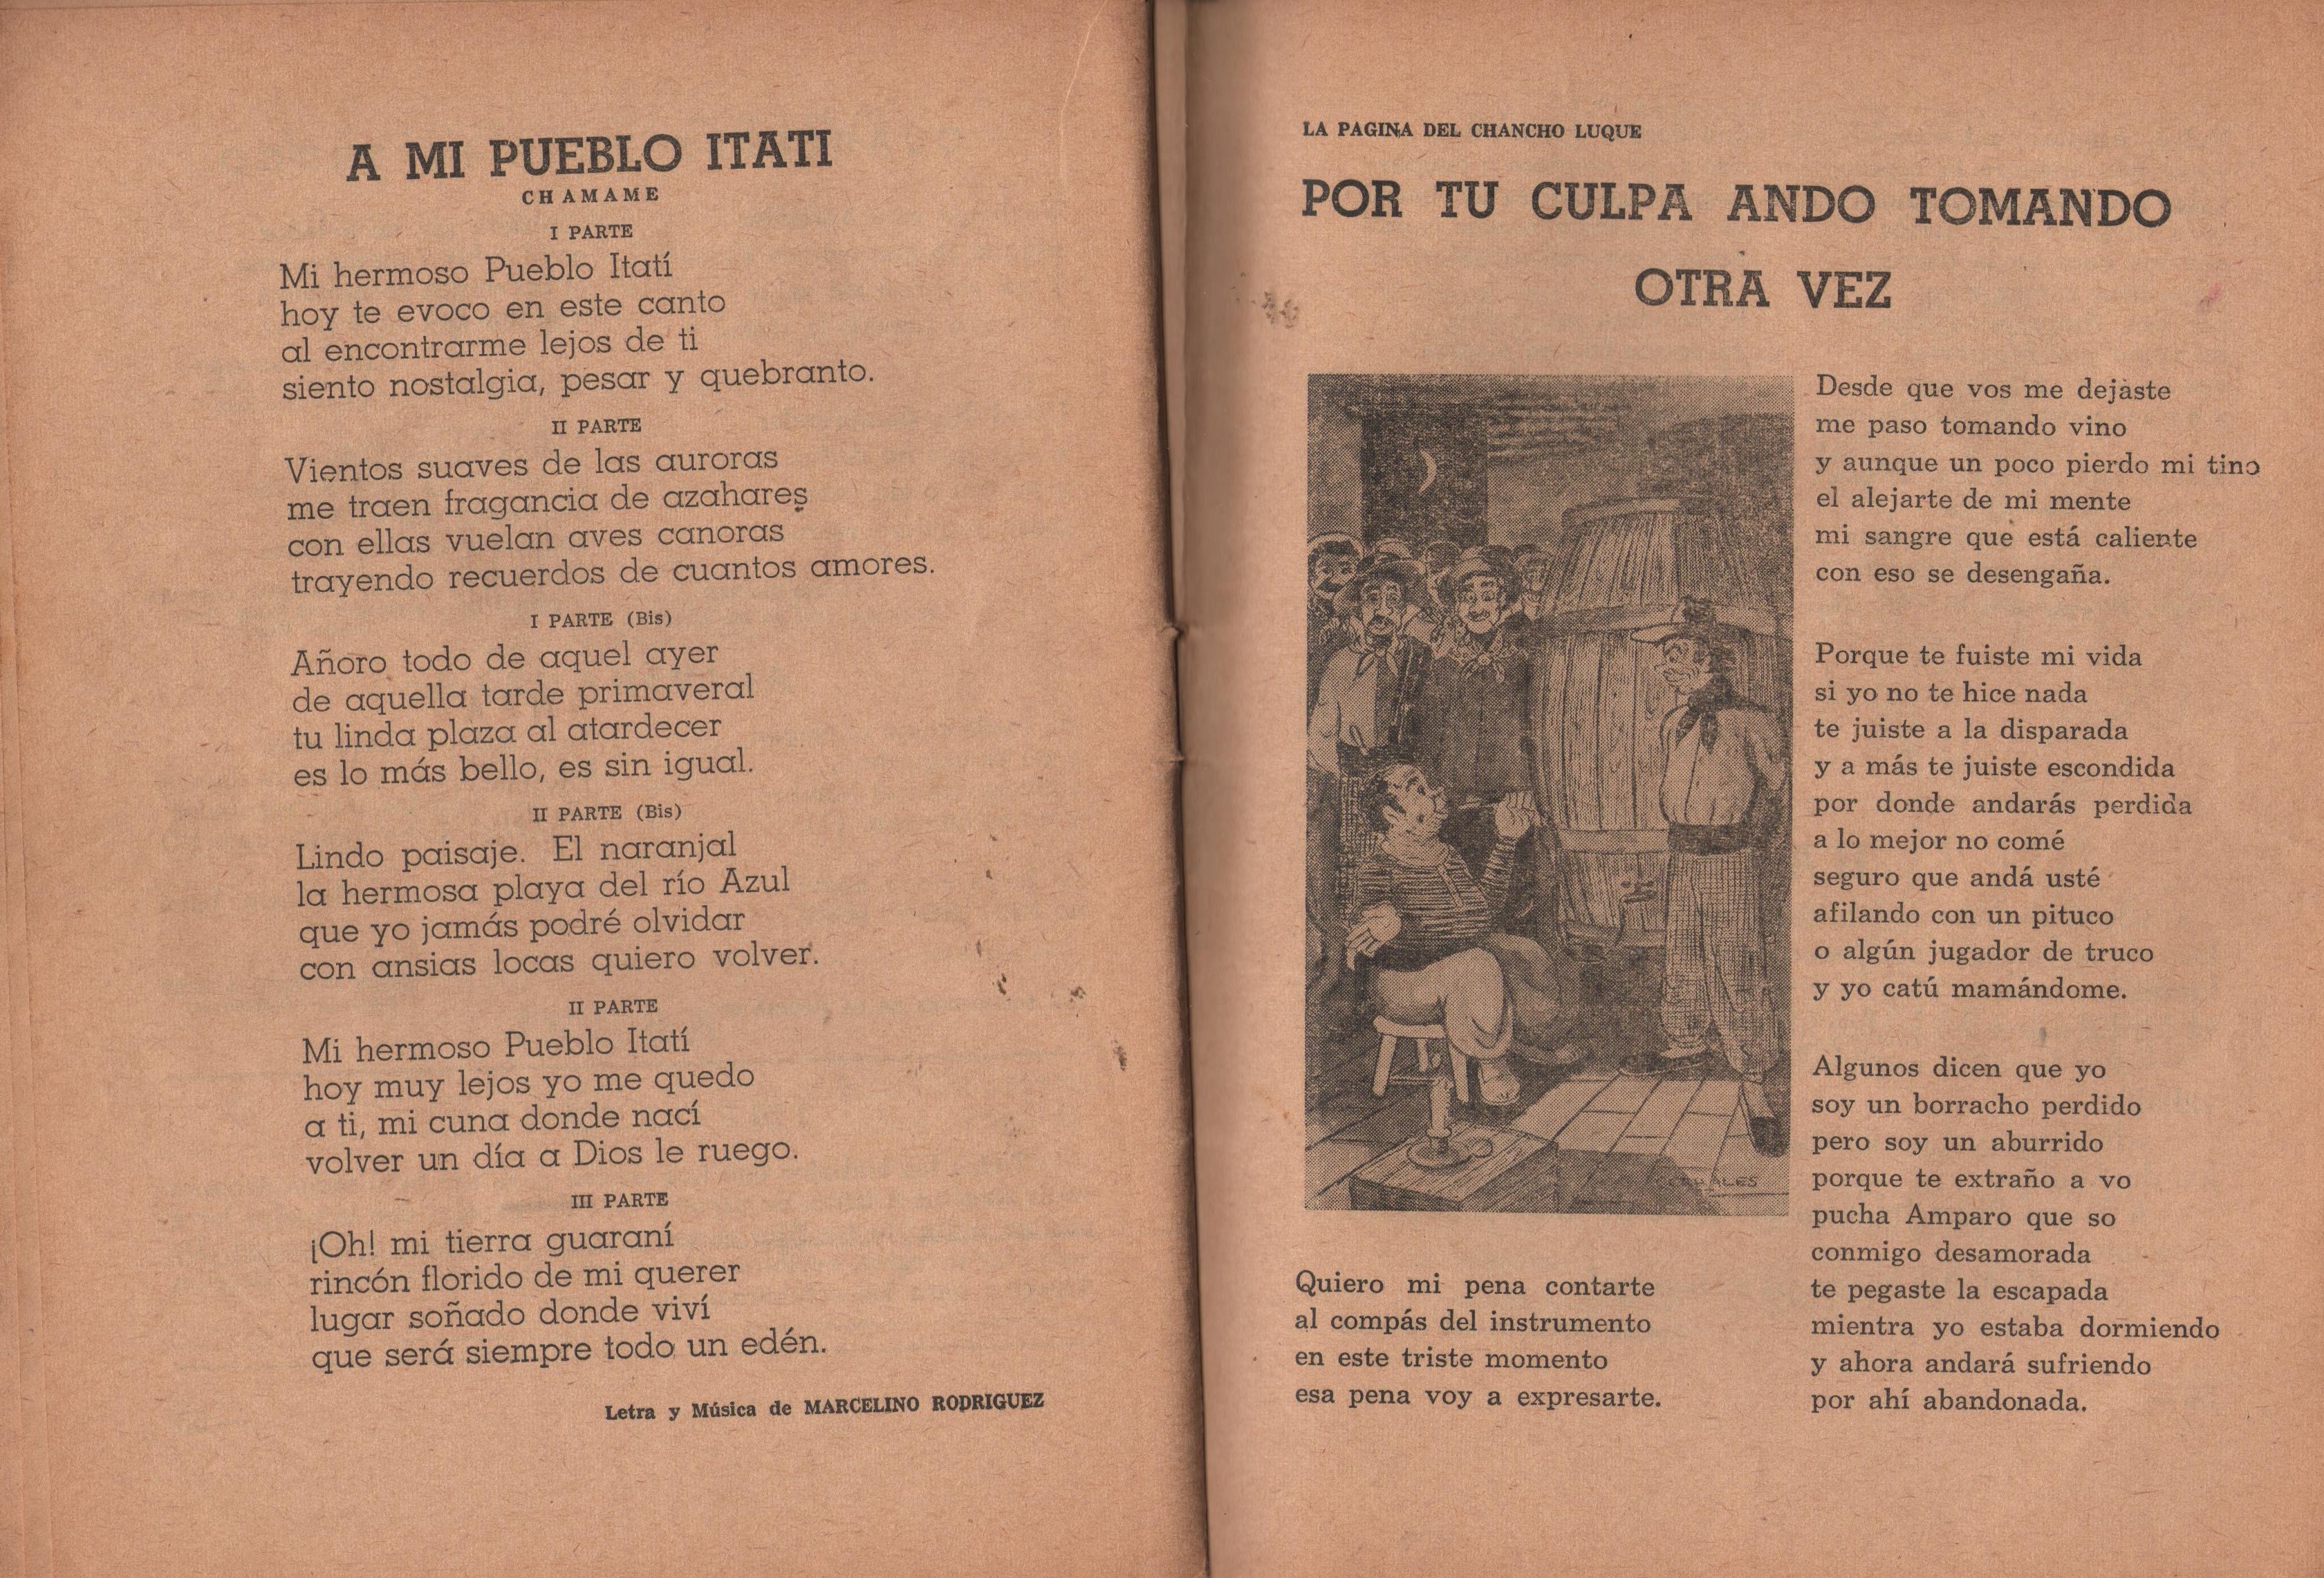 A MI PUEBLO ITATI
CHAMAME
I PARTE
Mi hermoso Pueblo Itatí
hoy te evoco en este canto
al encontrarme lejos de ti
siento nostalgia, pesar y quebranto.
II PARTE
Vientos suaves de las auroras
me traen fragancia de azahares
con ellas vuelan aves canoras
trayendo recuerdos de cuantos amores.
I PARTE (Bis)
Añoro todo de aquel ayer
de aquella tarde primaveral
tu linda plaza al atardecer
es lo más bello, es sin igual.
II PARTE (Bis)
Lindo paisaje. El naranjal
la hermosa playa del río Azul
que yo jamás podré olvidar
con ansias locas quiero volver.
II PARTE
Mi hermoso Pueblo Itatí
hoy muy lejos yo me quedo
a ti, mi cuna donde nací
volver un día a Dios le ruego.
III PARTE
¡Oh! mi tierra guaraní
rincón florido de mi querer
lugar soñado donde viví
que será siempre todo un edén.
Letra y Música de MARCELINO RODRIGUEZ
LA PAGINA DEL CHANCHO LUQUE
POR TU CULPA ANDO TOMANDO
OTRA VEZ
Quiero mi pena contarte
al compás del instrumento
en este triste momento
esa pena voy a expresarte.
Desde que vos me dejaste
me paso tomando vino
y aunque un poco pierdo mi tino
el alejarte de mi mente
mi sangre que está caliente
con eso se desengaña.
Porque te fuiste mi vida
si yo no te hice nada
te juiste a la disparada
y a más te juiste escondida
por donde andarás perdida
a lo mejor no comé
seguro que andá usté
afilando con un pituco
o algún jugador de truco
y yo catú mamándome.
Algunos dicen que yo
soy un borracho perdido
pero soy un aburrido
porque te extraño a vo
pucha Amparo que so
conmigo desamorada
te pegaste la escapada
mientra yo estaba dormiendo
y ahora andará sufriendo
por ahí abandonada.